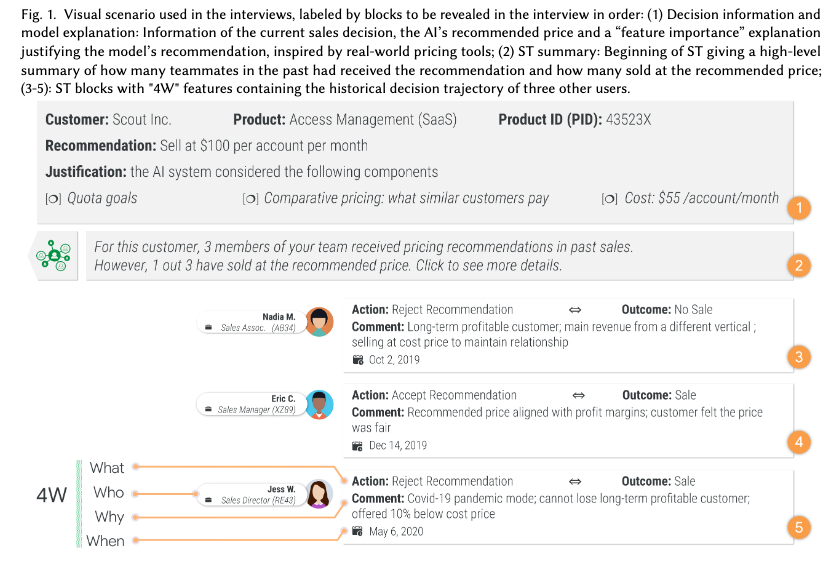 Fig. 1. Visual scenario used in the interviews, labeled by blocks to be revealed in the interview in order: (1) Decision information and
model explanation: Information of the current sales decision, the AI's recommended price and a "feature importance" explanation
justifying the model's recommendation, inspired by real-world pricing tools; (2) ST summary: Beginning of ST giving a high-level
summary of how many teammates in the past had received the recommendation and how many sold at the recommended price;
(3-5): ST blocks with "4W" features containing the historical decision trajectory of three other users.
Customer: Scout Inc. Product: Access Management (SaaS) Product ID (PID): 43523X
Recommendation: Sell at $100 per account per month
Justification: the AI system considered the following components
Quota goals Comparative pricing: what similar customers pay Cost: $55 /account/month
1
For this customer, 3 members of your team received pricing recommendations in past sales.
However, 1 out 3 have sold at the recommended price. Click to see more details.
2
Nadia M.
Sales Assoc. (AB34)
Action: Reject Recommendation ⇔ Outcome: No Sale
Comment: Long-term profitable customer; main revenue from a different vertical ;
selling at cost price to maintain relationship
Oct 2, 2019
3
Eric C.
Sales Manager (XZ89)
Action: Accept Recommendation ⇔ Outcome: Sale
Comment: Recommended price aligned with profit margins; customer felt the price
was fair
Dec 14, 2019
4
4W
What
Who
Why
When
Jess W.
Sales Director (RE43)
Action: Reject Recommendation ⇔ Outcome: Sale
Comment: Covid-19 pandemic mode; cannot lose long-term profitable customer;
offered 10% below cost price
May 6, 2020
5